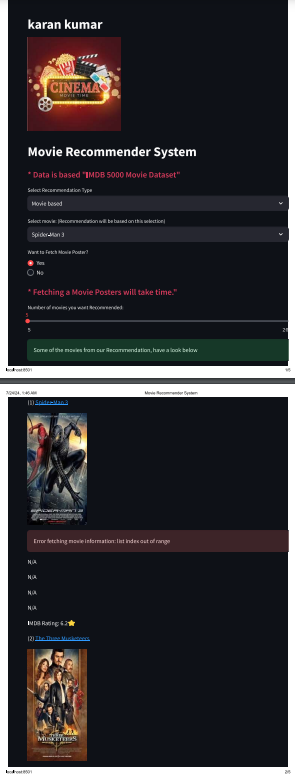 karan kumar
CINEMA
MOVIE TIME
Movie Recommender System
* Data is based "IMDB 5000 Movie Dataset"
Select Recommendation Type
Movie based
Select movie: (Recommendation will be based on this selection)
Spider-Man 3
Want to Fetch Movie Poster?
Yes
No
* Fetching a Movie Posters will take time."
Number of movies you want Recommended:
5
5
20
Some of the movies from our Recommendation, have a look below
localhost:8501
1/5
7/24/24, 1:46 AM
Movie Recommender System
(1) Spider-Man 3
SPIDER-MAN 3
Error fetching movie information: list index out of range
N/A
N/A
N/A
N/A
IMDB Rating: 6.2⭐
(2) The Three Musketeers
MUSKETEERS
localhost:8501
2/5